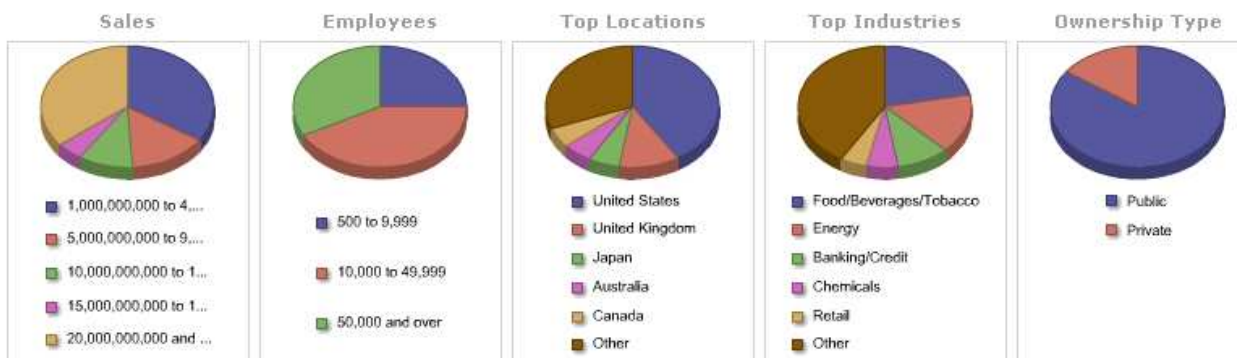 Sales
1,000,000,000 to 4,...
5,000,000,000 to 9,...
10,000,000,000 to 1...
15,000,000,000 to 1...
20,000,000,000 and ...
Employees
500 to 9,999
10,000 to 49,999
50,000 and over
Top Locations
United States
United Kingdom
Japan
Australia
Canada
Other
Top Industries
Food/Beverages/Tobacco
Energy
Banking/Credit
Chemicals
Retail
Other
Ownership Type
Public
Private